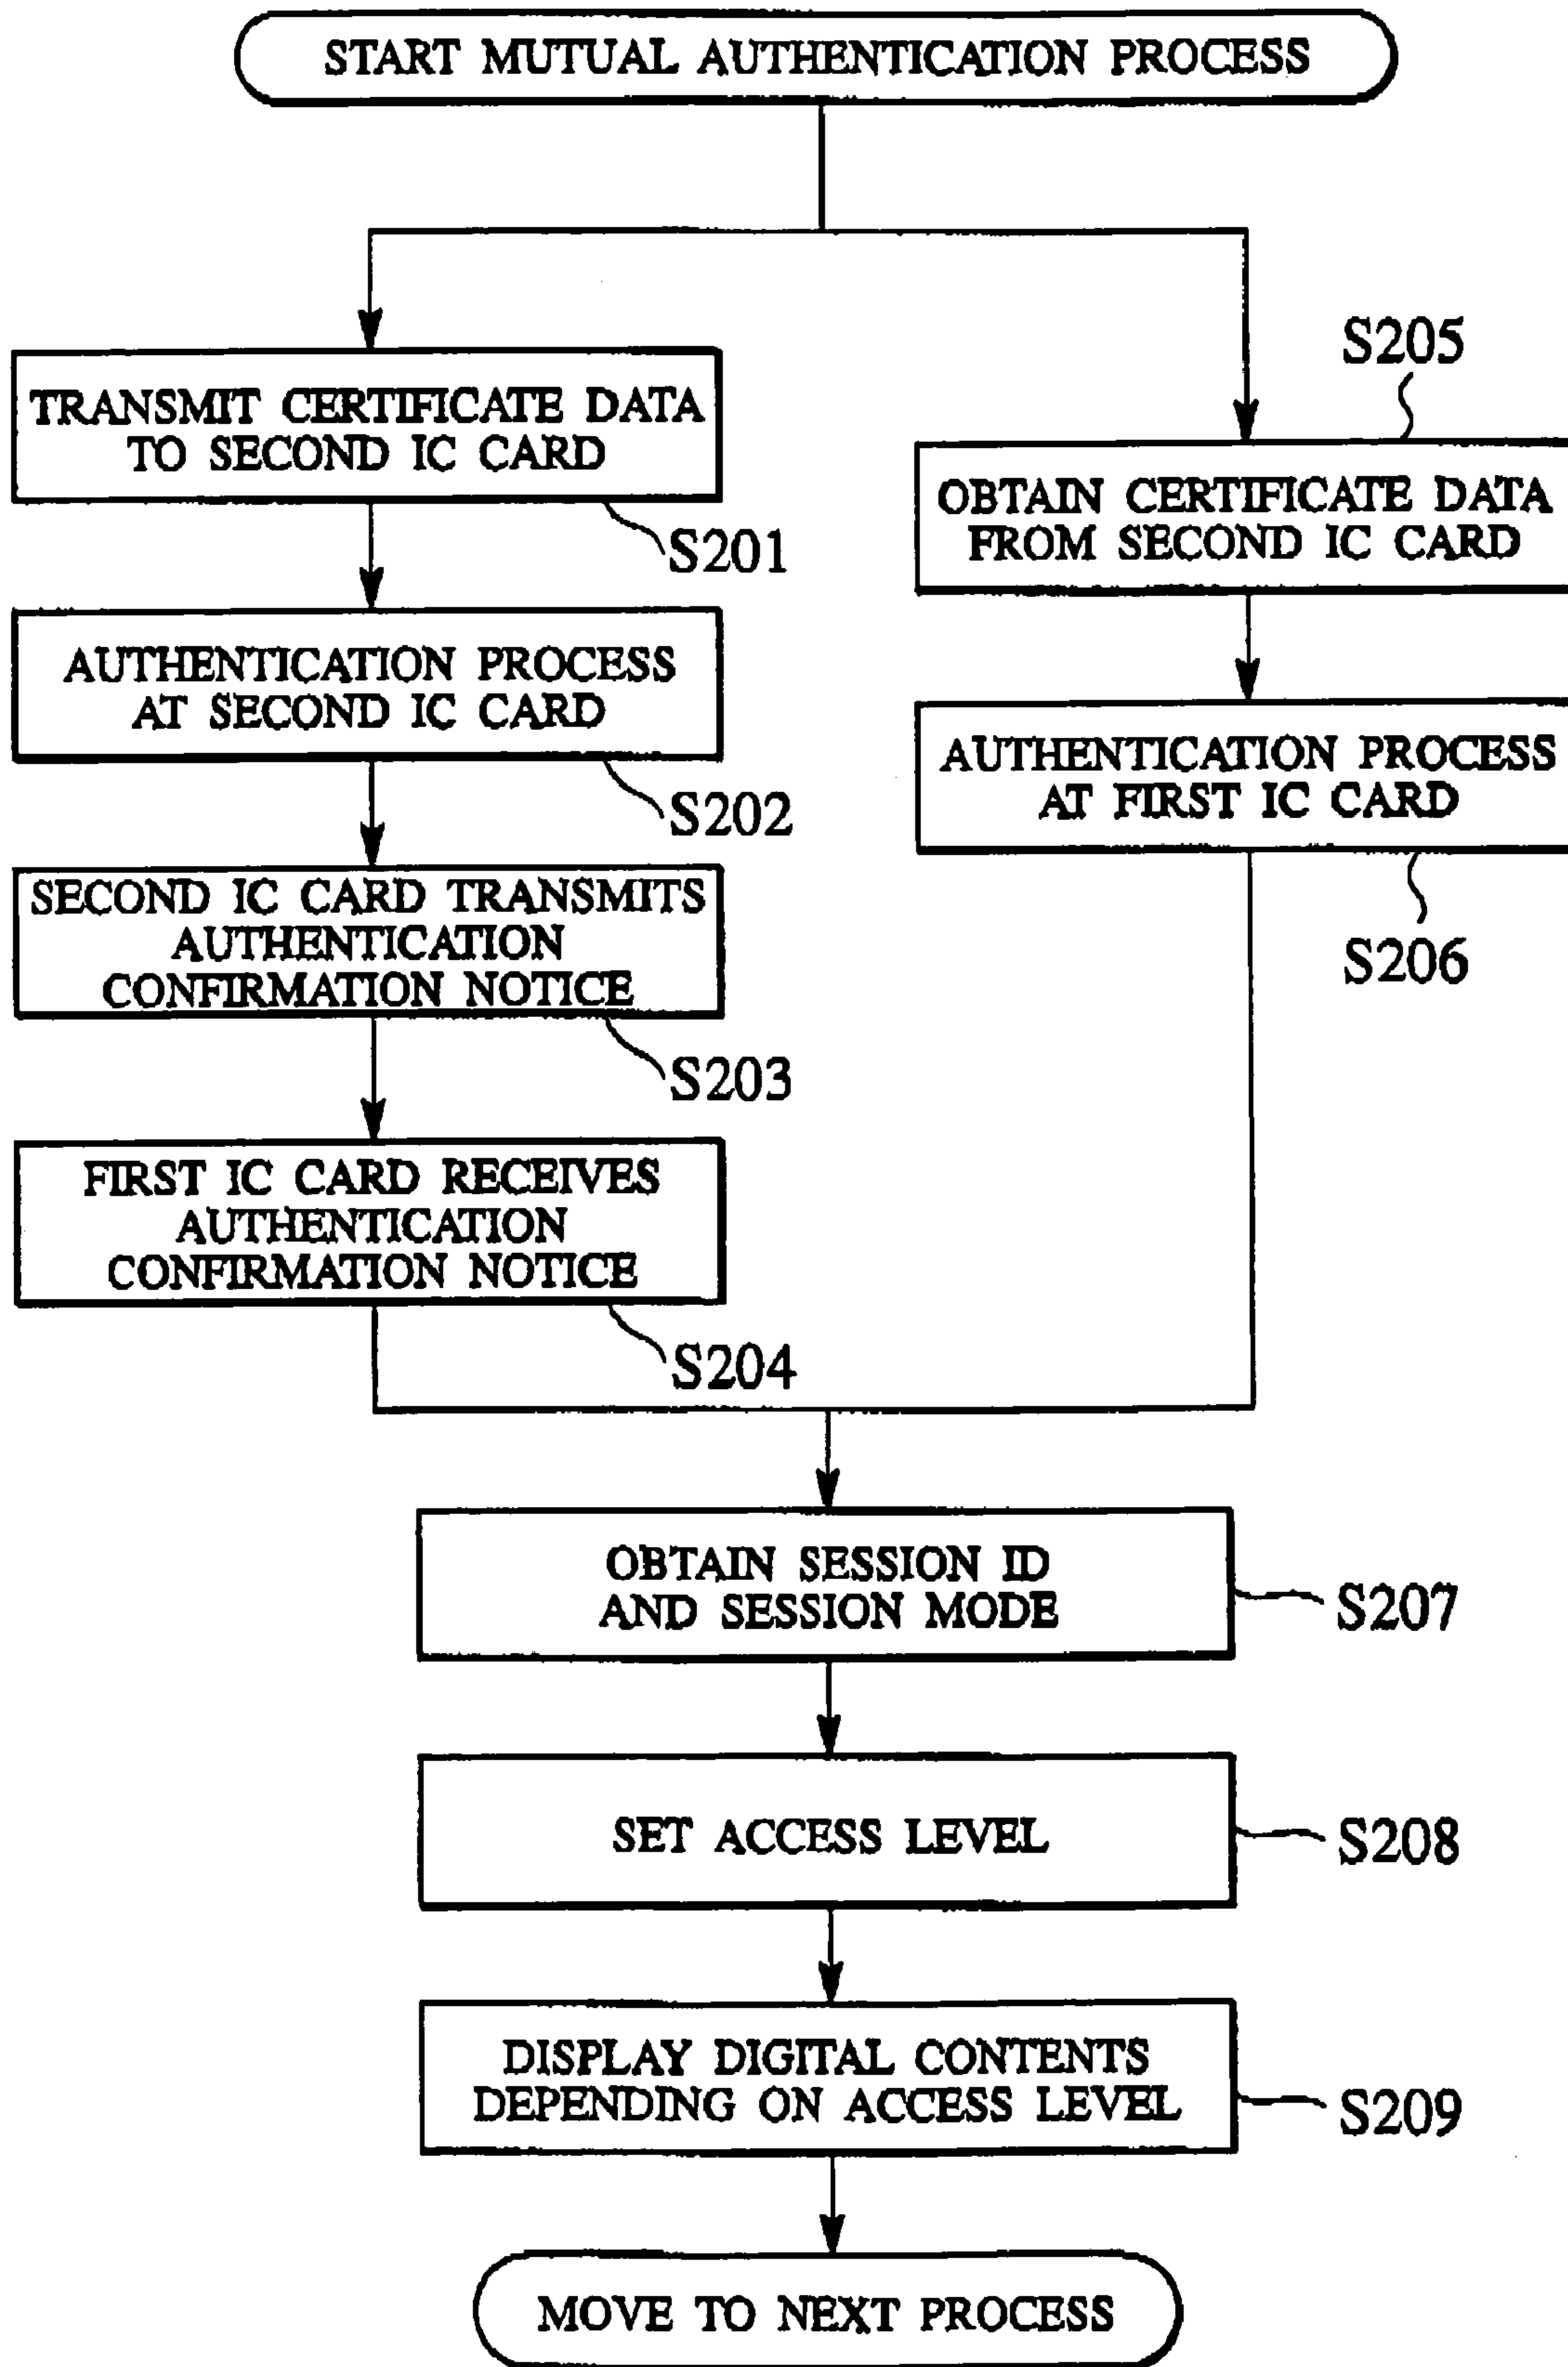 START MUTUAL AUTHENTICATION PROCESS
TRANSMIT CERTIFICATE DATA
TO SECOND IC CARD
S201
AUTHENTICATION PROCESS
AT SECOND IC CARD
S202
SECOND IC CARD TRANSMITS
AUTHENTICATION
CONFIRMATION NOTICE
S203
FIRST IC CARD RECEIVES
AUTHENTICATION
CONFIRMATION NOTICE
S204
S205
OBTAIN CERTIFICATE DATA
FROM SECOND IC CARD
AUTHENTICATION PROCESS
AT FIRST IC CARD
S206
OBTAIN SESSION ID
AND SESSION MODE
S207
SET ACCESS LEVEL
S208
DISPLAY DIGITAL CONTENTS
DEPENDING ON ACCESS LEVEL
S209
MOVE TO NEXT PROCESS